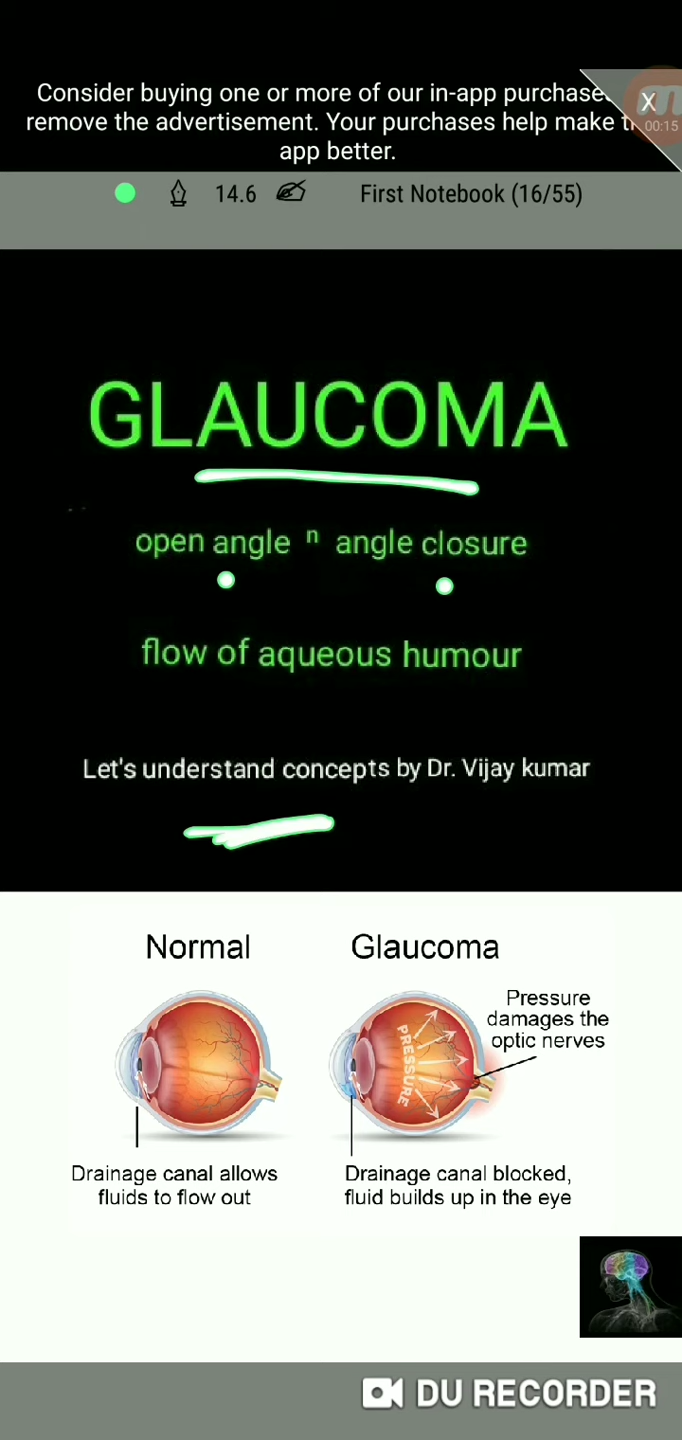 Consider buying one or more of our in-app purchase
remove the advertisement. Your purchases help make
app better.
X
00:15
14.6
First Notebook (16/55)
GLAUCOMA
open angle n angle closure
flow of aqueous humour
Let's understand concepts by Dr. Vijay kumar
Normal
Glaucoma
Pressure
damages the
optic nerves
PRESSURE
Drainage canal allows
fluids to flow out
Drainage canal blocked,
fluid builds up in the eye
DU RECORDER